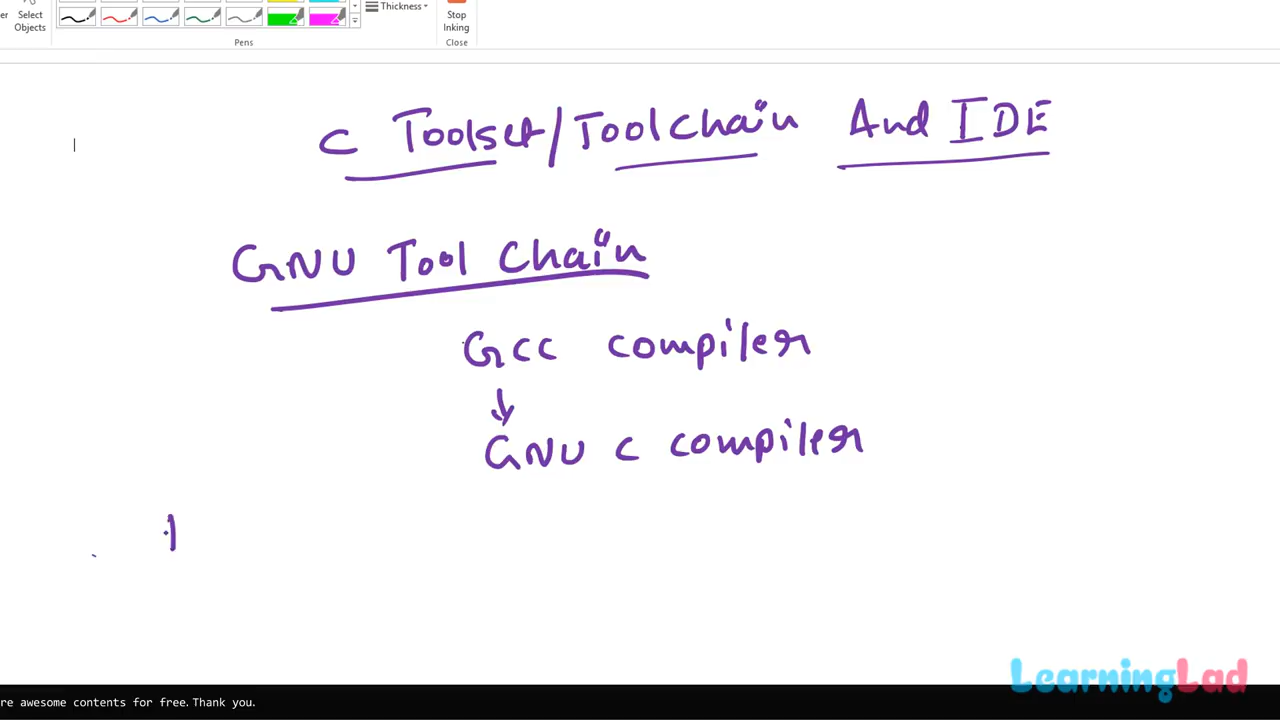 Select
Objects
Pens
Thickness
Stop
Inking
Close
C Toolset/Toolchain And IDE
GNU Tool Chain
GCC compiler
GNU C compiler
LearningLad
re awesome contents for free. Thank you.